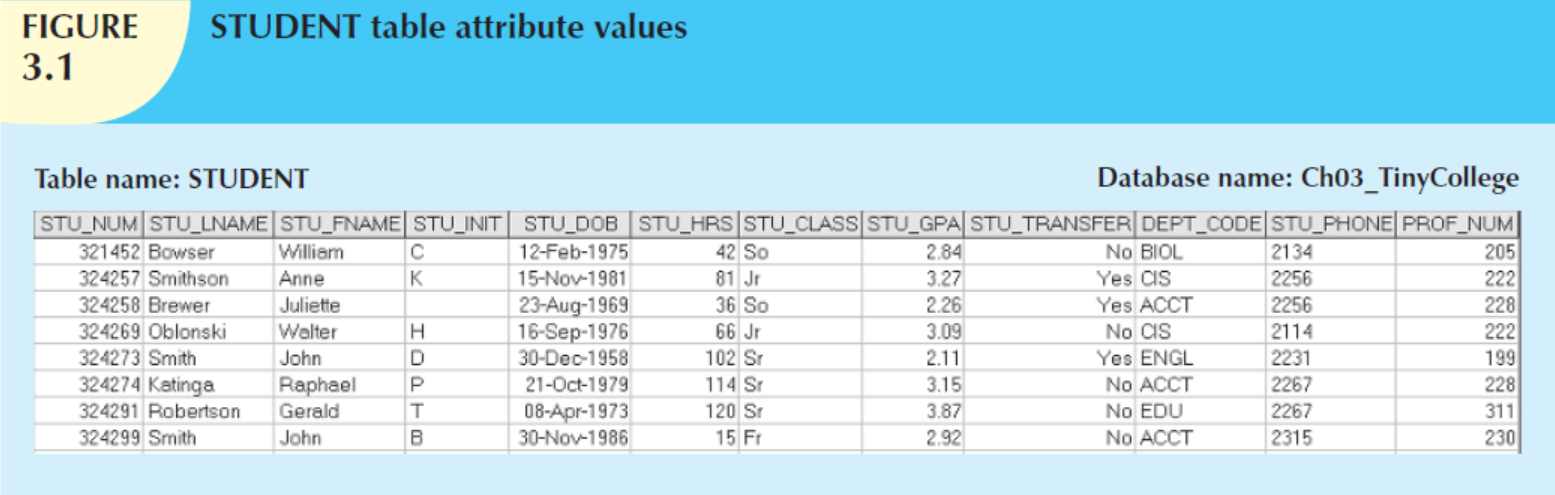 FIGURE 3.1
STUDENT table attribute values
Table name: STUDENT
Database name: Ch03_TinyCollege
STU_NUM STU_LNAME STU_FNAME STU_INIT STU_DOB STU_HRS STU_CLASS STU_GPA STU_TRANSFER DEPT_CODE STU_PHONE PROF_NUM
321452 Bowser William C 12-Feb-1975 42 So 2.84 No BIOL 2134 205
324257 Smithson Anne K 15-Nov-1981 81 Jr 3.27 Yes CIS 2256 222
324258 Brewer Juliette 23-Aug-1969 36 So 2.26 Yes ACCT 2256 228
324269 Oblonski Walter H 16-Sep-1976 66 Jr 3.09 No CIS 2114 222
324273 Smith John D 30-Dec-1958 102 Sr 2.11 Yes ENGL 2231 199
324274 Katinga Raphael P 21-Oct-1979 114 Sr 3.15 No ACCT 2267 228
324291 Robertson Gerald T 08-Apr-1973 120 Sr 3.87 No EDU 2267 311
324299 Smith John B 30-Nov-1986 15 Fr 2.92 No ACCT 2315 230